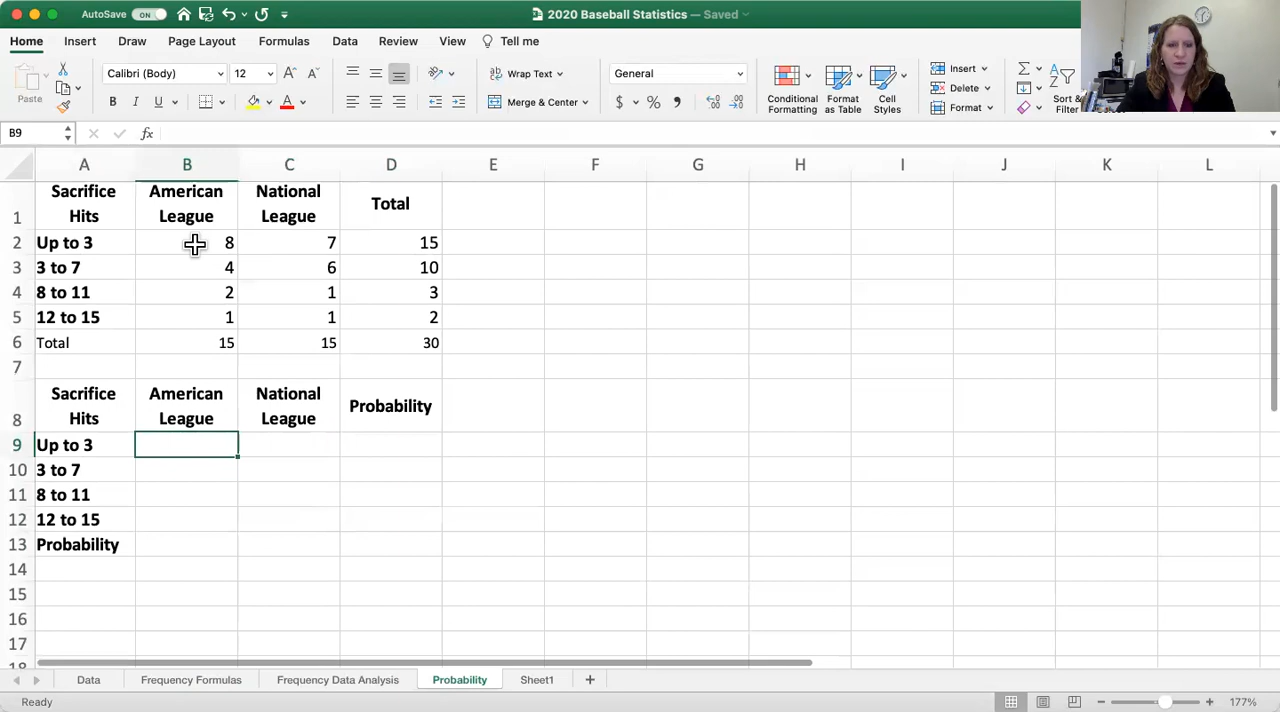 AutoSave ON
2020 Baseball Statistics — Saved
Home Insert Draw Page Layout Formulas Data Review View Tell me
Paste
Calibri (Body) 12 A A
B I U A
Wrap Text
Merge & Center
General
$ %
Conditional Formatting
Format as Table
Cell Styles
Insert
Delete
Format
Sort & Filter
B9 fx
A B C D E F G H I J K L
1 Sacrifice Hits American League National League Total
2 Up to 3 8 7 15
3 3 to 7 4 6 10
4 8 to 11 2 1 3
5 12 to 15 1 1 2
6 Total 15 15 30
7
8 Sacrifice Hits American League National League Probability
9 Up to 3
10 3 to 7
11 8 to 11
12 12 to 15
13 Probability
14
15
16
17
18
Data Frequency Formulas Frequency Data Analysis Probability Sheet1 +
Ready 177%